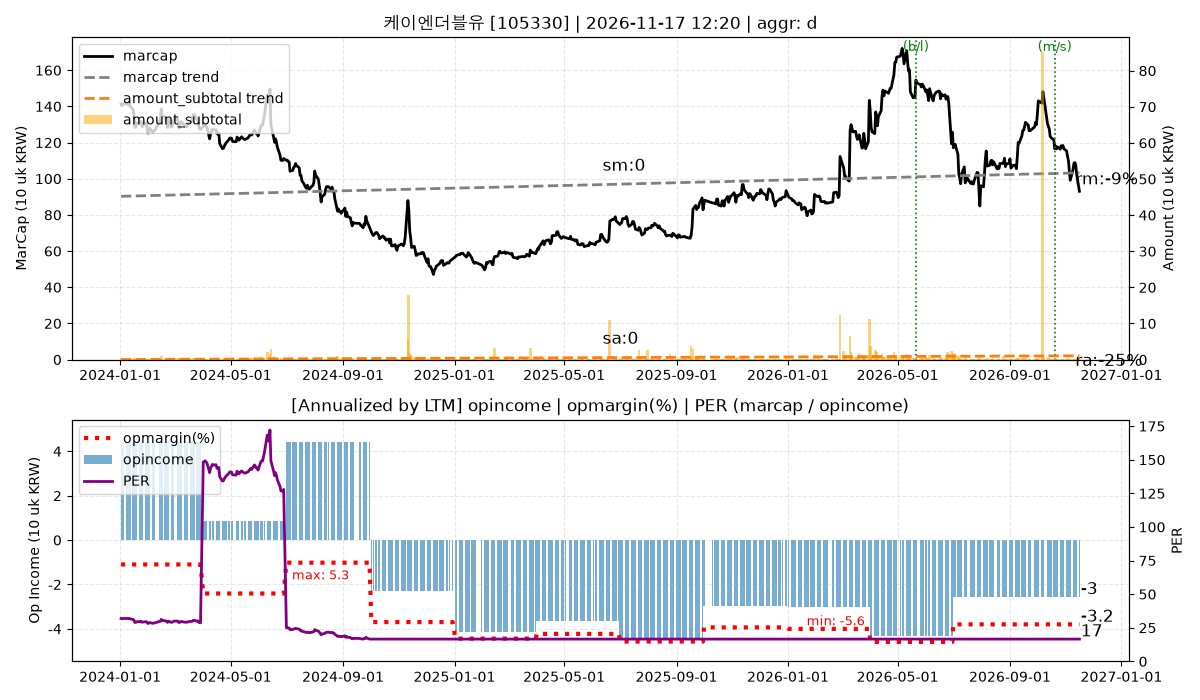 케이엔더블유 [105330] | 2026-11-17 12:20 | aggr: d
marcap
marcap trend
amount_subtotal trend
amount_subtotal
(b/l)
(m/s)
sm:0
rm:-9%
sa:0
ra:-25%
MarCap (10 uk KRW)
0
20
40
60
80
100
120
140
160
Amount (10 uk KRW)
0
10
20
30
40
50
60
70
80
2024-01-01
2024-05-01
2024-09-01
2025-01-01
2025-05-01
2025-09-01
2026-01-01
2026-05-01
2026-09-01
2027-01-01
[Annualized by LTM] opincome | opmargin(%) | PER (marcap / opincome)
opmargin(%)
opincome
PER
max: 5.3
min: -5.6
-3
-3.2
17
Op Income (10 uk KRW)
4
2
0
-2
-4
PER
175
150
125
100
75
50
25
0
2024-01-01
2024-05-01
2024-09-01
2025-01-01
2025-05-01
2025-09-01
2026-01-01
2026-05-01
2026-09-01
2027-01-01